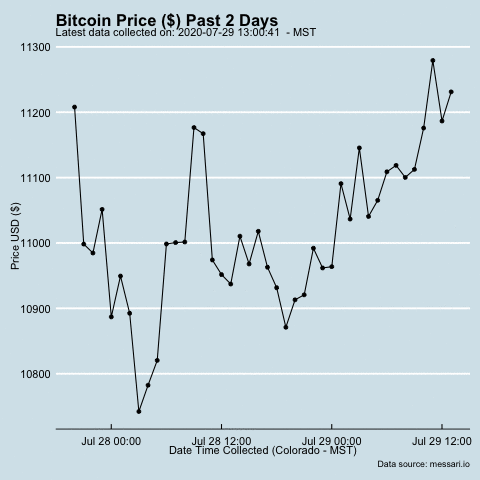 Bitcoin Price ($) Past 2 Days
Latest data collected on: 2020-07-29 13:00:41  - MST
11300
11200
11100
11000
10900
10800
Price USD ($)
Jul 28 00:00 Jul 28 12:00 Jul 29 00:00 Jul 29 12:00
Date Time Collected (Colorado - MST)
Data source: messari.io